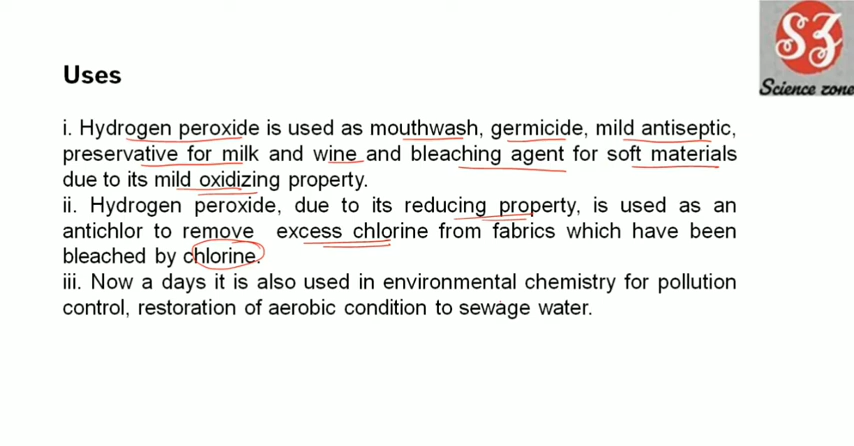 SZ
Science zone
Uses
i. Hydrogen peroxide is used as mouthwash, germicide, mild antiseptic,
preservative for milk and wine and bleaching agent for soft materials
due to its mild oxidizing property.
ii. Hydrogen peroxide, due to its reducing property, is used as an
antichlor to remove excess chlorine from fabrics which have been
bleached by chlorine.
iii. Now a days it is also used in environmental chemistry for pollution
control, restoration of aerobic condition to sewage water.